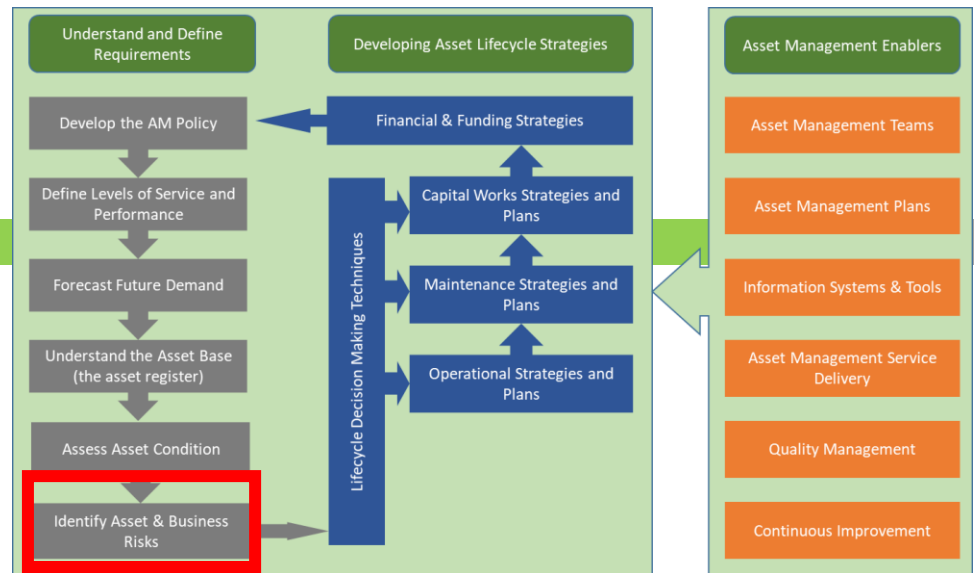 Understand and Define
Requirements
Develop the AM Policy
Define Levels of Service and
Performance
Forecast Future Demand
Understand the Asset Base
(the asset register)
Assess Asset Condition
Identify Asset & Business
Risks
Developing Asset Lifecycle Strategies
Financial & Funding Strategies
Lifecycle Decision Making Techniques
Capital Works Strategies and
Plans
Maintenance Strategies and
Plans
Operational Strategies and
Plans
Asset Management Enablers
Asset Management Teams
Asset Management Plans
Information Systems & Tools
Asset Management Service
Delivery
Quality Management
Continuous Improvement